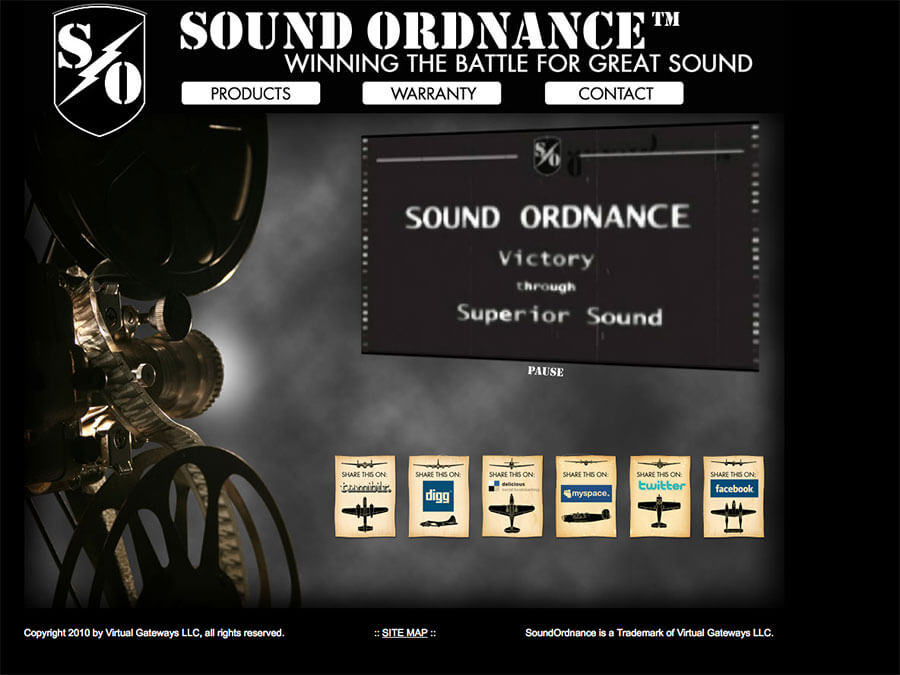 S
O
SOUND ORDNANCE™
WINNING THE BATTLE FOR GREAT SOUND
PRODUCTS WARRANTY CONTACT
S
O
SOUND ORDNANCE
Victory
through
Superior Sound
PAUSE
SHARE THIS ON: SHARE THIS ON: SHARE THIS ON: SHARE THIS ON: SHARE THIS ON: SHARE THIS ON:
digg™ delicious myspace. twitter facebook
social bookmarking
Copyright 2010 by Virtual Gateways LLC, all rights reserved. :: SITE MAP :: SoundOrdnance is a Trademark of Virtual Gateways LLC.